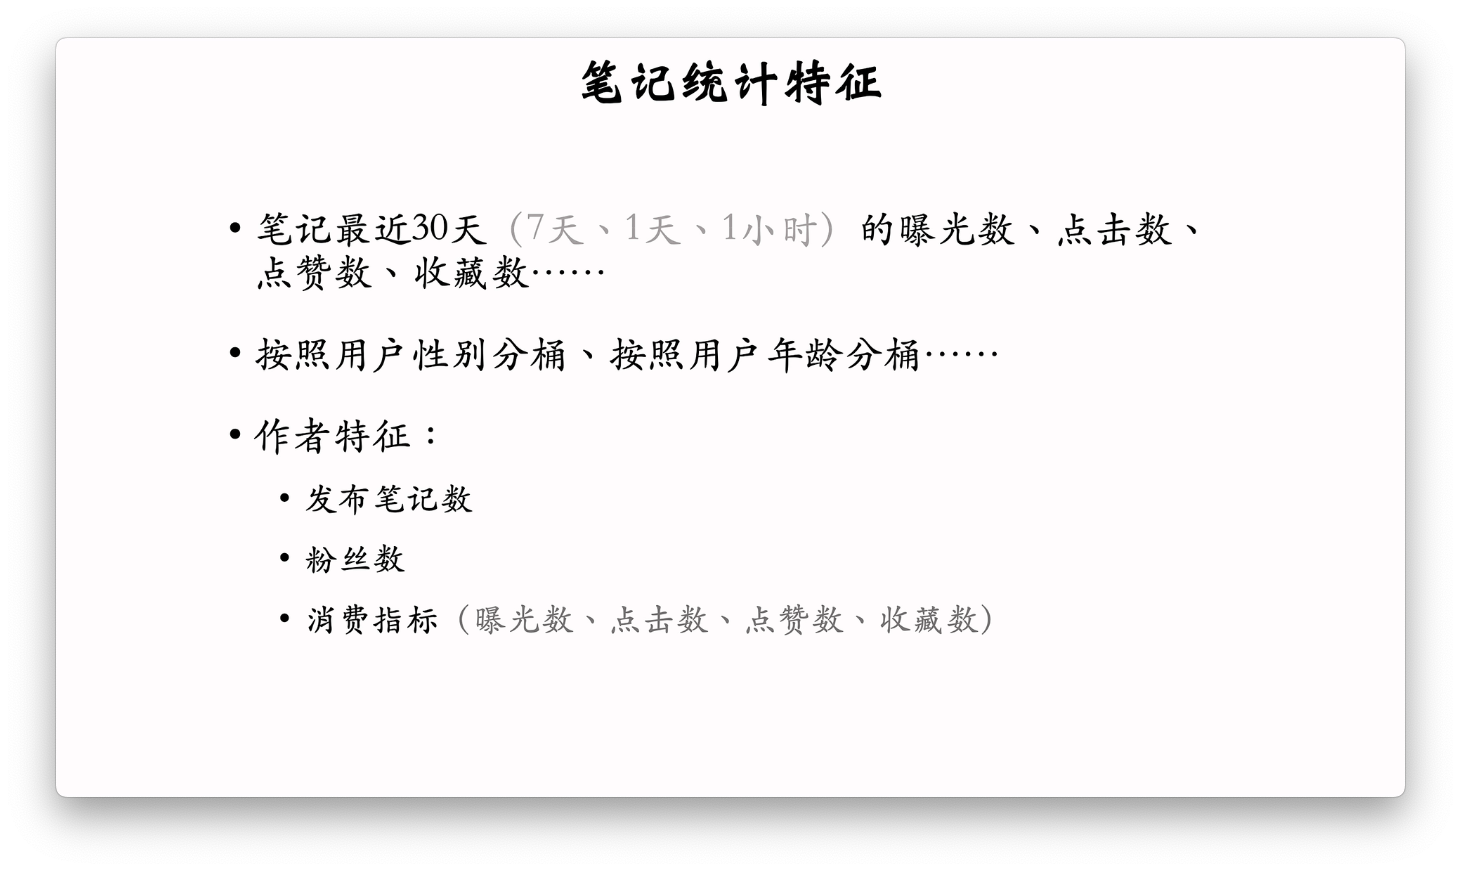 笔记统计特征
• 笔记最近30天（7天、1天、1小时）的曝光数、点击数、
点赞数、收藏数……
• 按照用户性别分桶、按照用户年龄分桶……
• 作者特征：
• 发布笔记数
• 粉丝数
• 消费指标（曝光数、点击数、点赞数、收藏数）